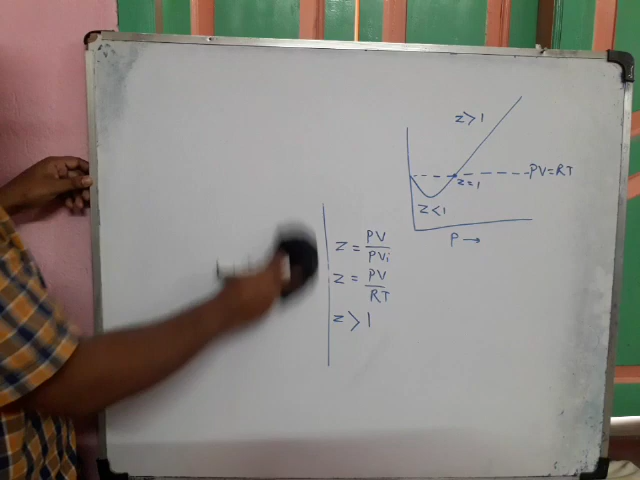 z>1
PV=RT
z=1
z<1
P→
z = PV/PVi
z = PV/RT
z>1